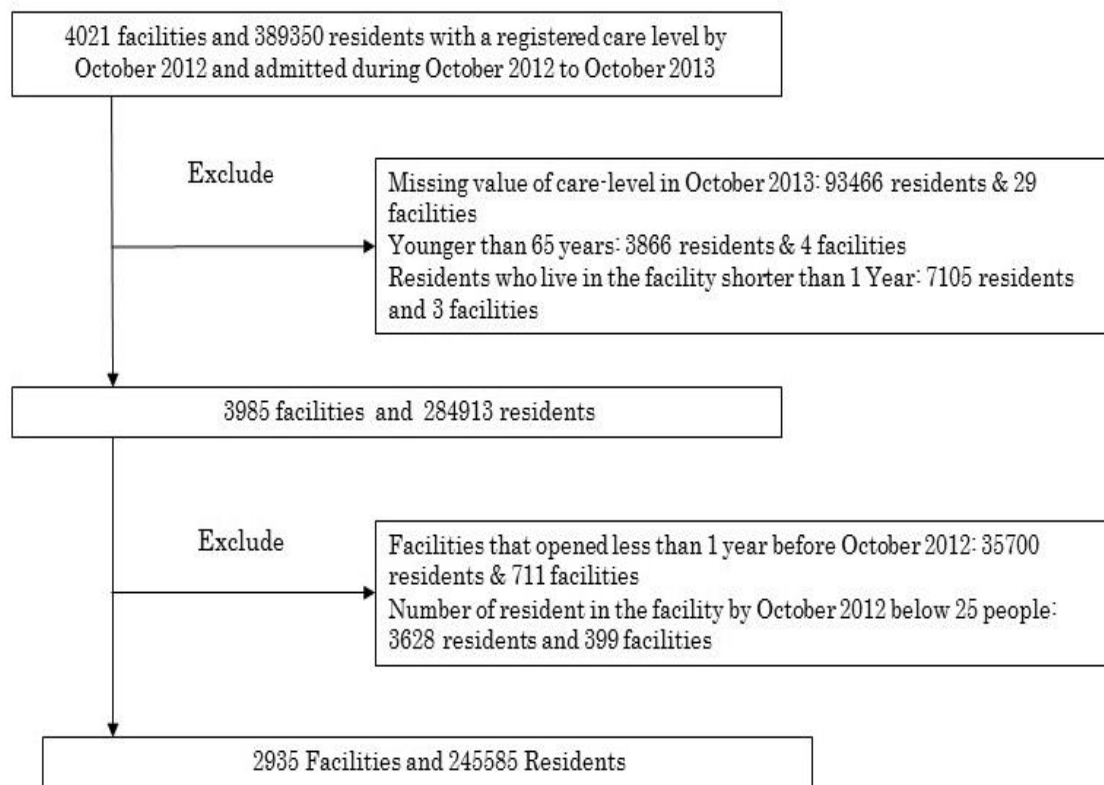 4021 facilities and 389350 residents with a registered care level by
October 2012 and admitted during October 2012 to October 2013
Exclude
Missing value of care-level in October 2013: 93466 residents & 29
facilities
Younger than 65 years: 3866 residents & 4 facilities
Residents who live in the facility shorter than 1 Year: 7105 residents
and 3 facilities
3985 facilities and 284913 residents
Exclude
Facilities that opened less than 1 year before October 2012: 35700
residents & 711 facilities
Number of resident in the facility by October 2012 below 25 people:
3628 residents and 399 facilities
2935 Facilities and 245585 Residents